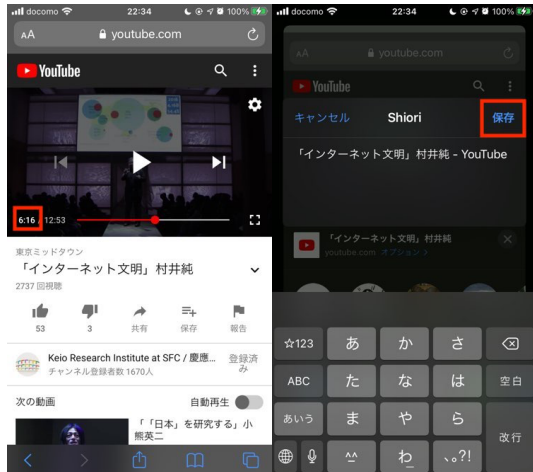 docomo
22:34
100%
AA
youtube.com
YouTube
6:16 / 12:53
東京ミッドタウン
「インターネット文明」村井純
2737 回視聴
53
3
共有
保存
報告
Keio Research Institute at SFC / 慶應...
チャンネル登録者数 1670人
登録済
み
次の動画
自動再生
「「日本」を研究する」小
熊英二
docomo
22:34
100%
AA
youtube.com
YouTube
キャンセル
Shiori
保存
「インターネット文明」村井純 - YouTube
「インターネット文明」村井純
youtube.com オプション >
☆123
あ
か
さ
ABC
た
な
は
空白
あいう
ま
や
ら
改行
^^
わ
、。?!